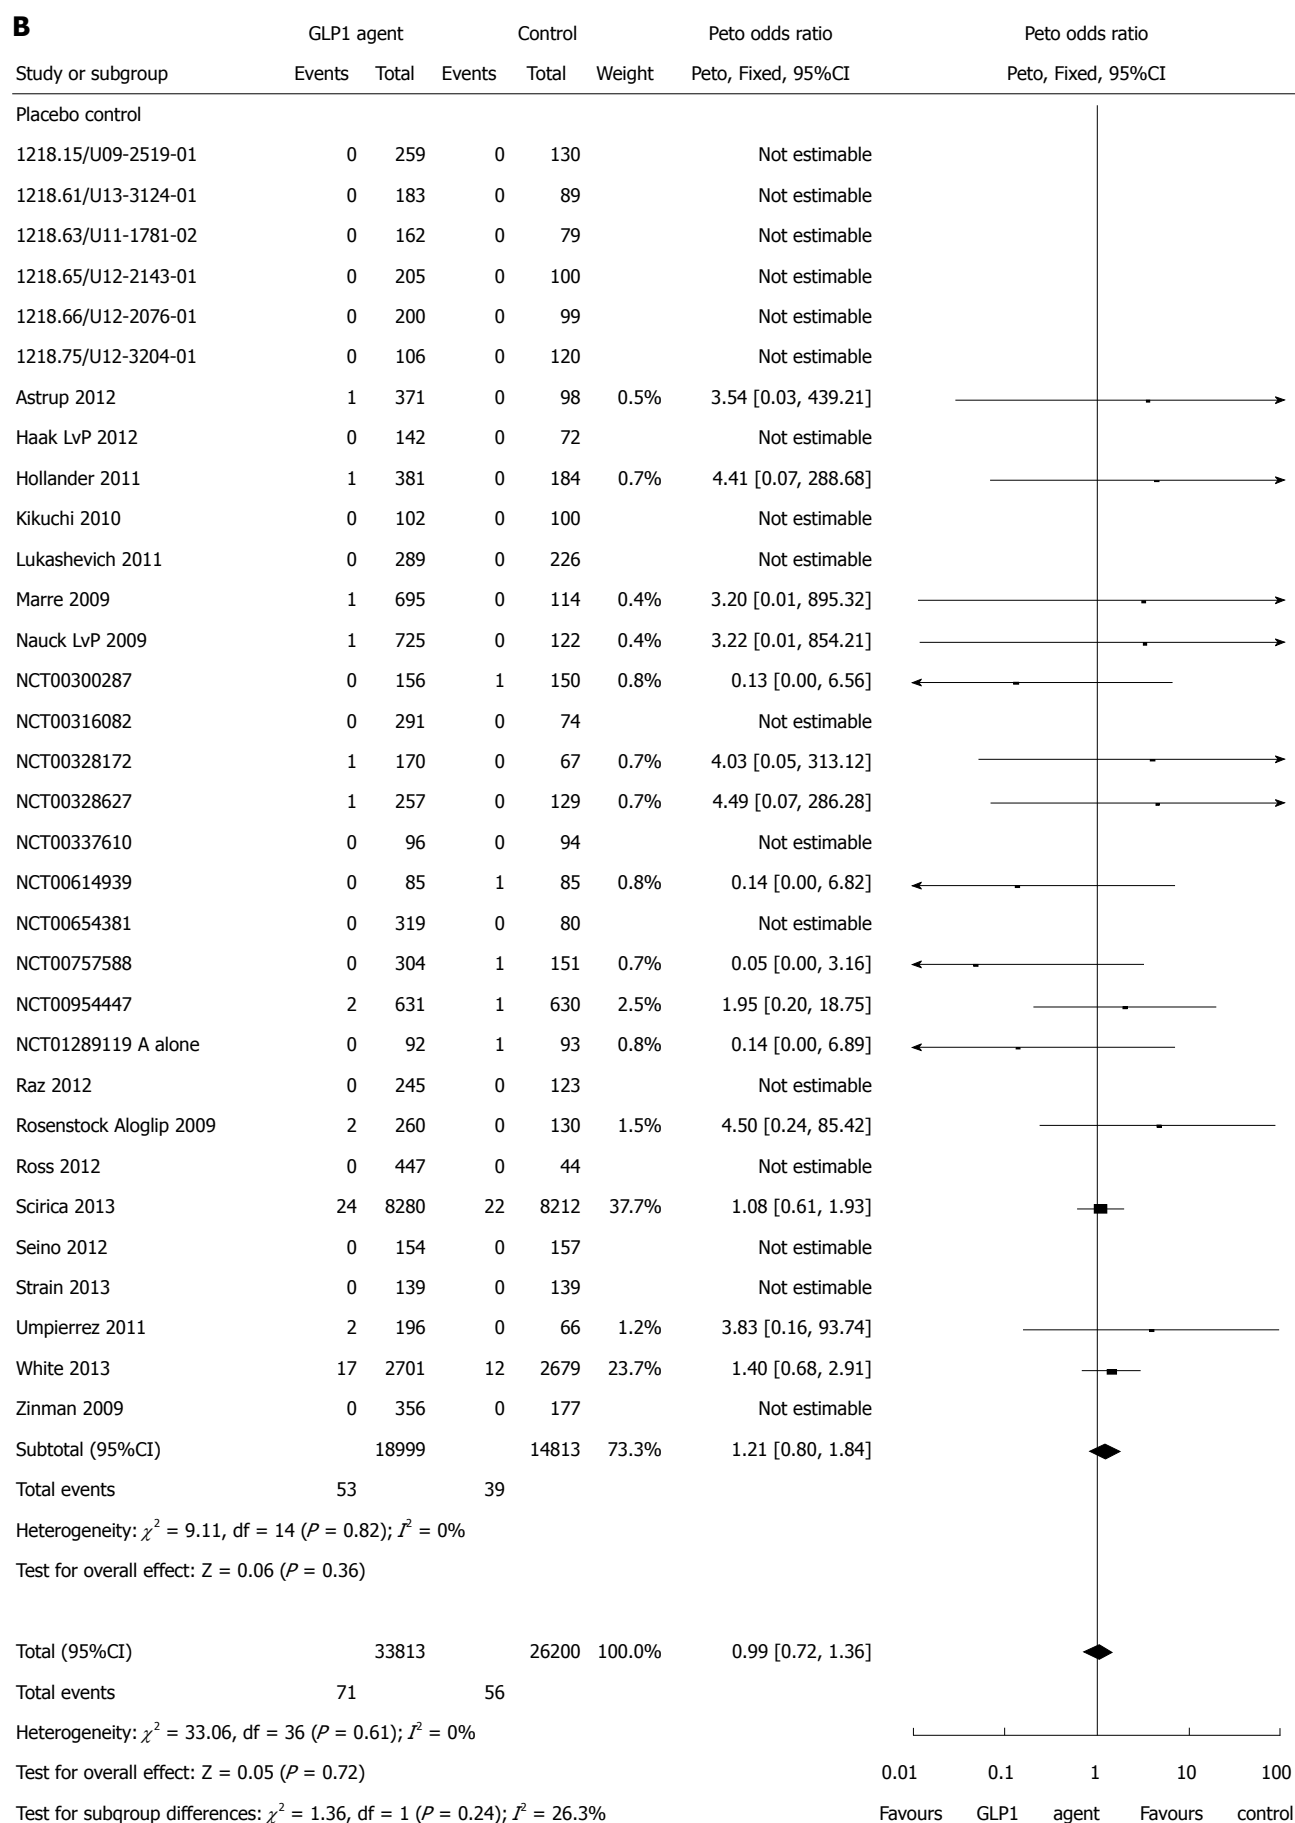 B
GLP1 agent Control Peto odds ratio Peto odds ratio
Study or subgroup Events Total Events Total Weight Peto, Fixed, 95%CI Peto, Fixed, 95%CI
Placebo control
1218.15/U09-2519-01 0 259 0 130 Not estimable
1218.61/U13-3124-01 0 183 0 89 Not estimable
1218.63/U11-1781-02 0 162 0 79 Not estimable
1218.65/U12-2143-01 0 205 0 100 Not estimable
1218.66/U12-2076-01 0 200 0 99 Not estimable
1218.75/U12-3204-01 0 106 0 120 Not estimable
Astrup 2012 1 371 0 98 0.5% 3.54 [0.03, 439.21]
Haak LvP 2012 0 142 0 72 Not estimable
Hollander 2011 1 381 0 184 0.7% 4.41 [0.07, 288.68]
Kikuchi 2010 0 102 0 100 Not estimable
Lukashevich 2011 0 289 0 226 Not estimable
Marre 2009 1 695 0 114 0.4% 3.20 [0.01, 895.32]
Nauck LvP 2009 1 725 0 122 0.4% 3.22 [0.01, 854.21]
NCT00300287 0 156 1 150 0.8% 0.13 [0.00, 6.56]
NCT00316082 0 291 0 74 Not estimable
NCT00328172 1 170 0 67 0.7% 4.03 [0.05, 313.12]
NCT00328627 1 257 0 129 0.7% 4.49 [0.07, 286.28]
NCT00337610 0 96 0 94 Not estimable
NCT00614939 0 85 1 85 0.8% 0.14 [0.00, 6.82]
NCT00654381 0 319 0 80 Not estimable
NCT00757588 0 304 1 151 0.7% 0.05 [0.00, 3.16]
NCT00954447 2 631 1 630 2.5% 1.95 [0.20, 18.75]
NCT01289119 A alone 0 92 1 93 0.8% 0.14 [0.00, 6.89]
Raz 2012 0 245 0 123 Not estimable
Rosenstock Aloglip 2009 2 260 0 130 1.5% 4.50 [0.24, 85.42]
Ross 2012 0 447 0 44 Not estimable
Scirica 2013 24 8280 22 8212 37.7% 1.08 [0.61, 1.93]
Seino 2012 0 154 0 157 Not estimable
Strain 2013 0 139 0 139 Not estimable
Umpierrez 2011 2 196 0 66 1.2% 3.83 [0.16, 93.74]
White 2013 17 2701 12 2679 23.7% 1.40 [0.68, 2.91]
Zinman 2009 0 356 0 177 Not estimable
Subtotal (95%CI) 18999 14813 73.3% 1.21 [0.80, 1.84]
Total events 53 39
Heterogeneity: χ² = 9.11, df = 14 (P = 0.82); I² = 0%
Test for overall effect: Z = 0.06 (P = 0.36)
Total (95%CI) 33813 26200 100.0% 0.99 [0.72, 1.36]
Total events 71 56
Heterogeneity: χ² = 33.06, df = 36 (P = 0.61); I² = 0%
Test for overall effect: Z = 0.05 (P = 0.72) 0.01 0.1 1 10 100
Test for subgroup differences: χ² = 1.36, df = 1 (P = 0.24); I² = 26.3% Favours GLP1 agent Favours control